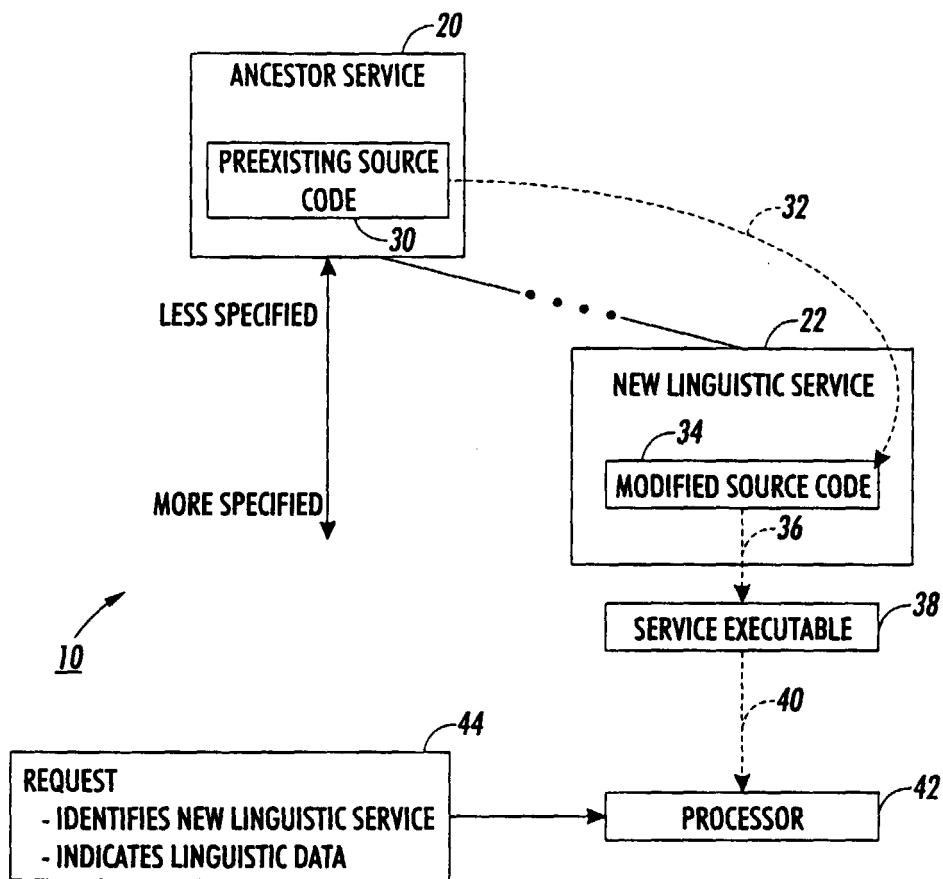 20
ANCESTOR SERVICE
PREEXISTING SOURCE
CODE
30
32
LESS SPECIFIED
22
NEW LINGUISTIC SERVICE
34
MODIFIED SOURCE CODE
MORE SPECIFIED
36
38
SERVICE EXECUTABLE
10
40
44
REQUEST
- IDENTIFIES NEW LINGUISTIC SERVICE
- INDICATES LINGUISTIC DATA
42
PROCESSOR